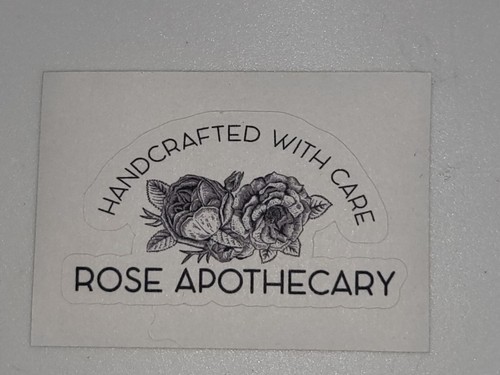 HANDCRAFTED WITH CARE
ROSE APOTHECARY